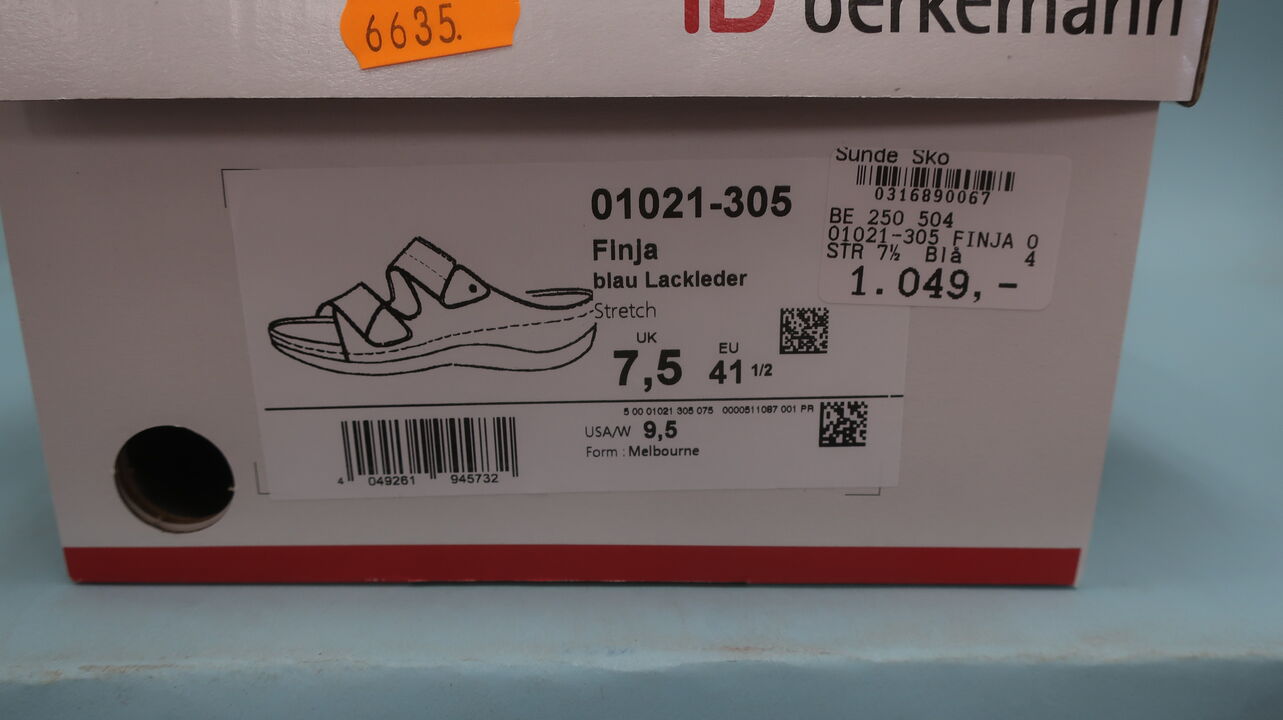 6635.
berkemann
01021-305
Finja
blau Lackleder
Stretch
UK
7,5
EU
41 1/2
5 00 01021 305 075 0000511087 001 PR
USA/W 9,5
Form : Melbourne
4 049261 945732
Sunde Sko
0316890067
BE 250 504
01021-305 FINJA 0
STR 7½ Blå 4
1.049,-